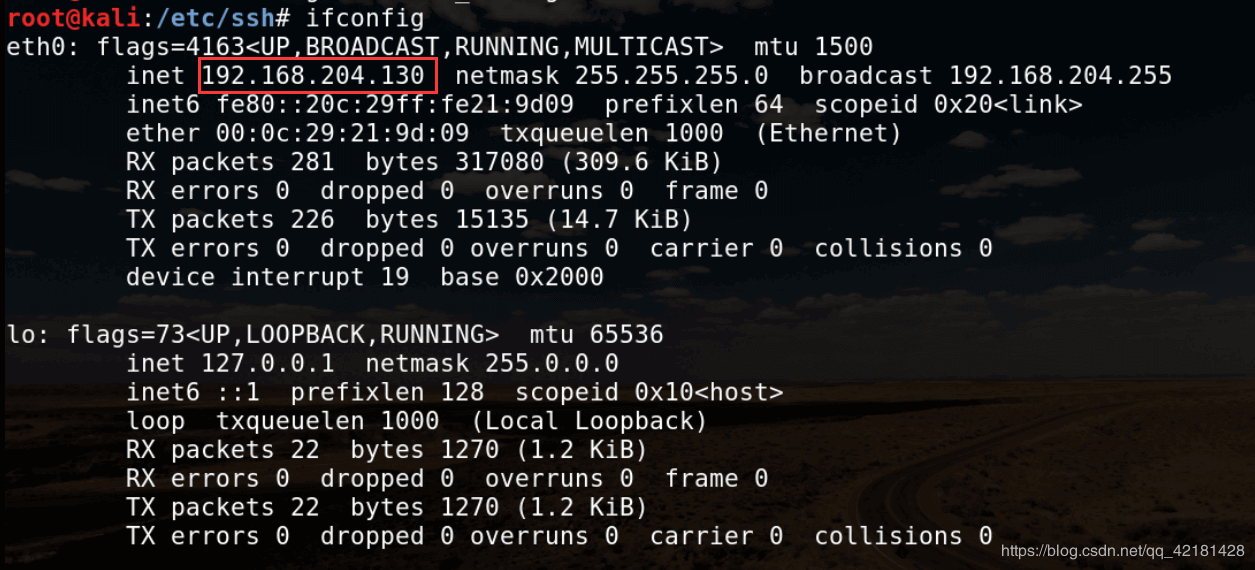 root@kali:/etc/ssh# ifconfig
eth0: flags=4163<UP,BROADCAST,RUNNING,MULTICAST>  mtu 1500
        inet 192.168.204.130  netmask 255.255.255.0  broadcast 192.168.204.255
        inet6 fe80::20c:29ff:fe21:9d09  prefixlen 64  scopeid 0x20<link>
        ether 00:0c:29:21:9d:09  txqueuelen 1000  (Ethernet)
        RX packets 281  bytes 317080 (309.6 KiB)
        RX errors 0  dropped 0  overruns 0  frame 0
        TX packets 226  bytes 15135 (14.7 KiB)
        TX errors 0  dropped 0 overruns 0  carrier 0  collisions 0
        device interrupt 19  base 0x2000

lo: flags=73<UP,LOOPBACK,RUNNING>  mtu 65536
        inet 127.0.0.1  netmask 255.0.0.0
        inet6 ::1  prefixlen 128  scopeid 0x10<host>
        loop  txqueuelen 1000  (Local Loopback)
        RX packets 22  bytes 1270 (1.2 KiB)
        RX errors 0  dropped 0  overruns 0  frame 0
        TX packets 22  bytes 1270 (1.2 KiB)
        TX errors 0  dropped 0 overruns 0  carrier 0  collisions 0
https://blog.csdn.net/qq_42181428